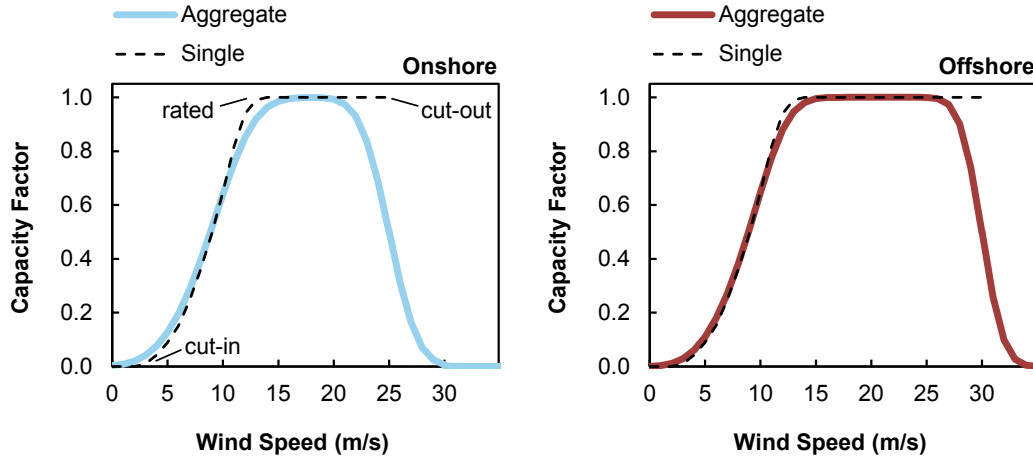 Aggregate
Single
Onshore
rated
cut-out
cut-in
1.0
0.8
0.6
0.4
0.2
0.0
Capacity Factor
0 5 10 15 20 25 30
Wind Speed (m/s)
Aggregate
Single
Offshore
1.0
0.8
0.6
0.4
0.2
0.0
Capacity Factor
0 5 10 15 20 25 30
Wind Speed (m/s)